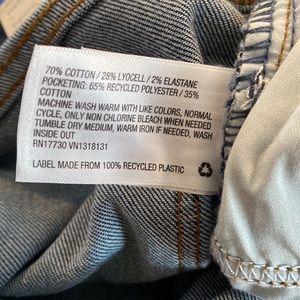 70% COTTON / 28% LYOCELL / 2% ELASTANE
POCKETING: 65% RECYCLED POLYESTER / 35%
COTTON
MACHINE WASH WARM WITH LIKE COLORS, NORMAL
CYCLE, ONLY NON CHLORINE BLEACH WHEN NEEDED
TUMBLE DRY MEDIUM, WARM IRON IF NEEDED. WASH
INSIDE OUT
RN17730 VN1318131
LABEL MADE FROM 100% RECYCLED PLASTIC